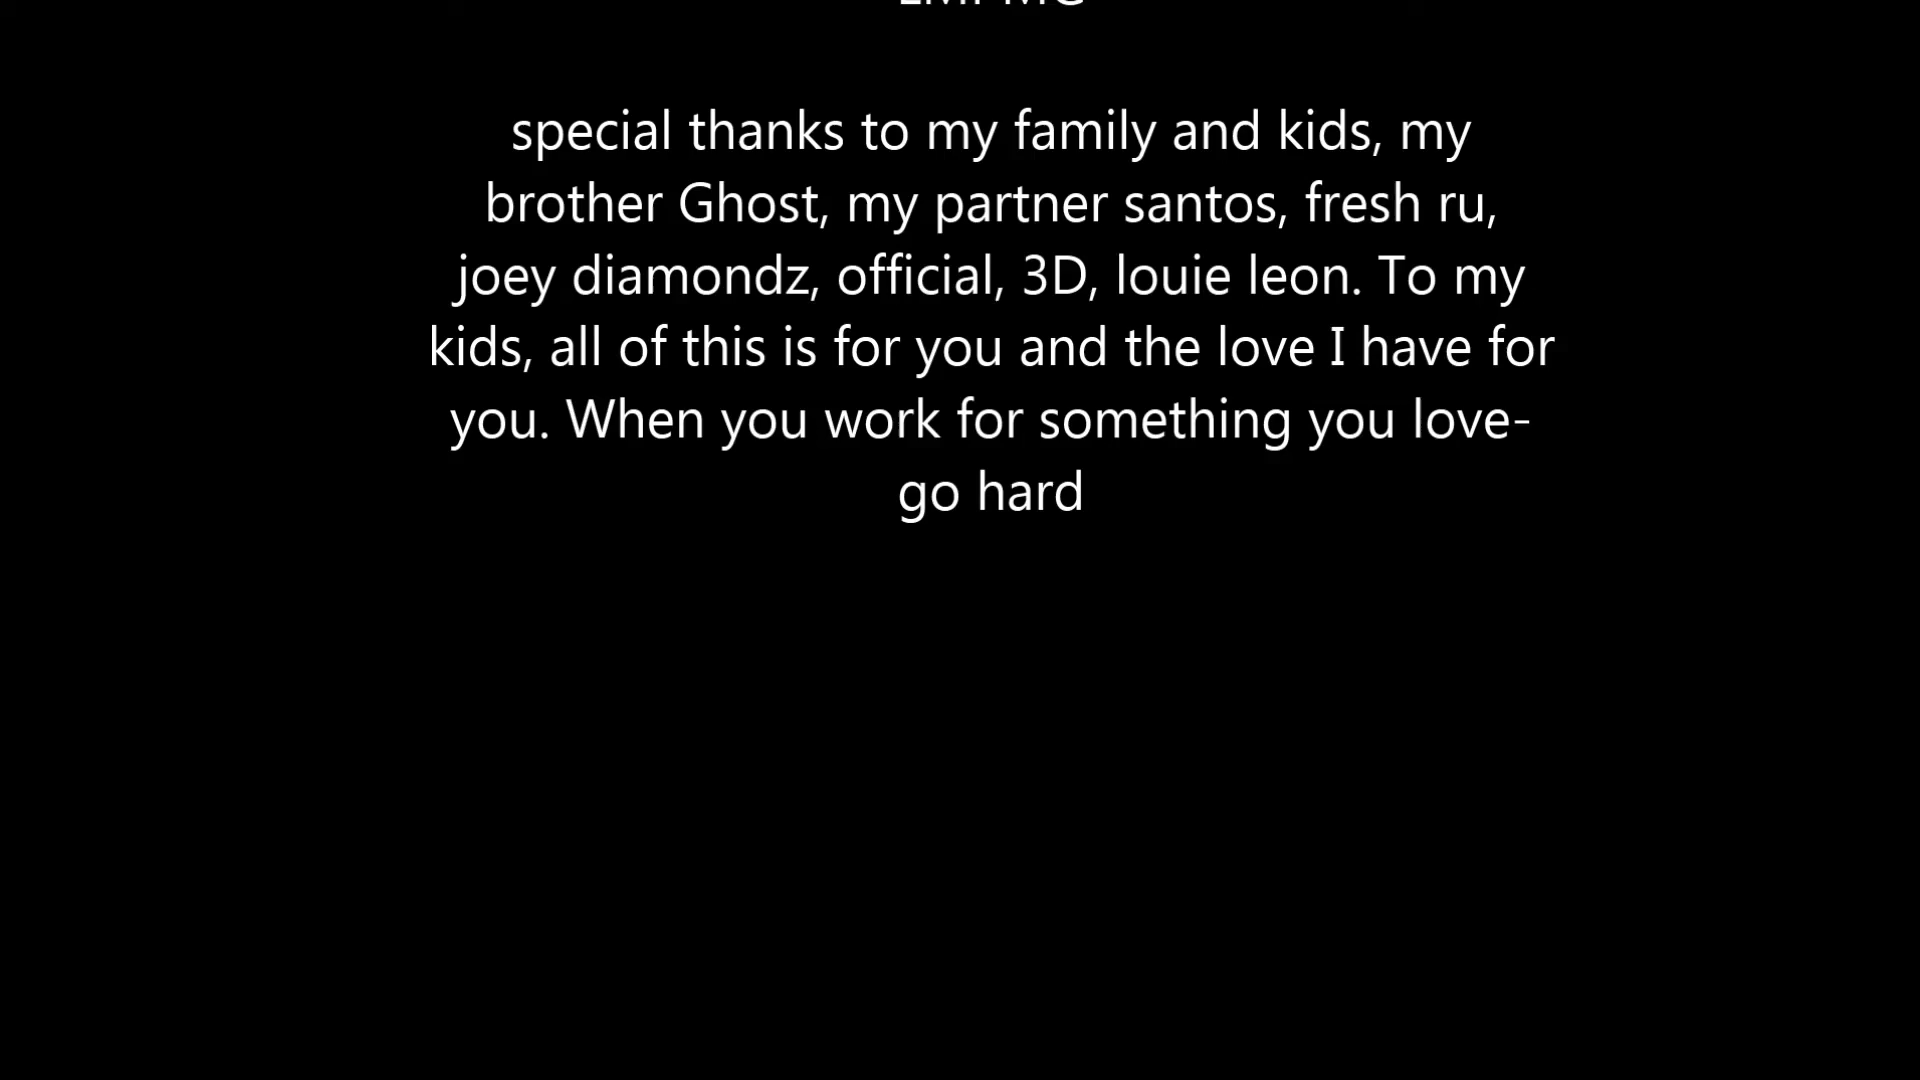 special thanks to my family and kids, my
brother Ghost, my partner santos, fresh ru,
joey diamondz, official, 3D, louie leon. To my
kids, all of this is for you and the love I have for
you. When you work for something you love-
go hard